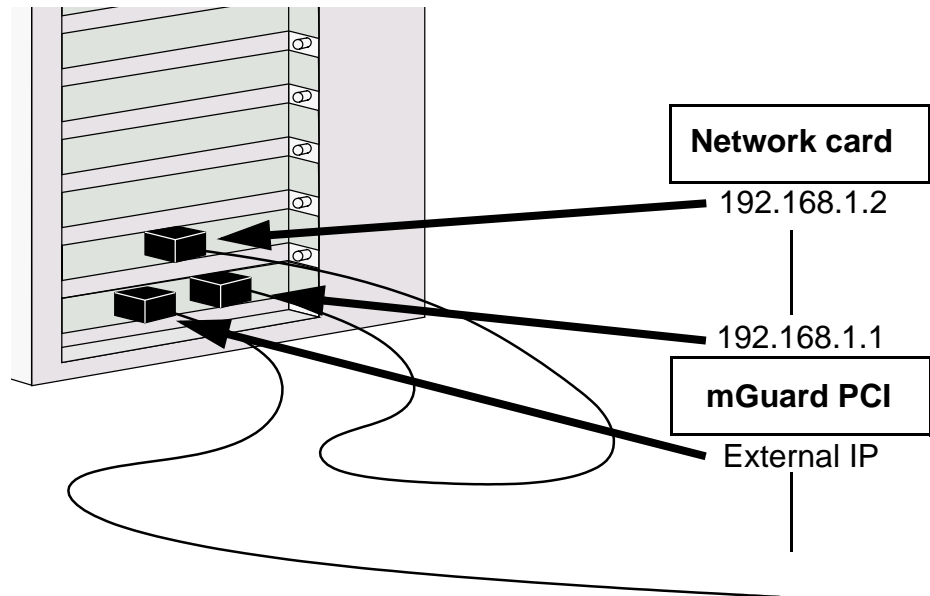 Network card
192.168.1.2
192.168.1.1
mGuard PCI
External IP